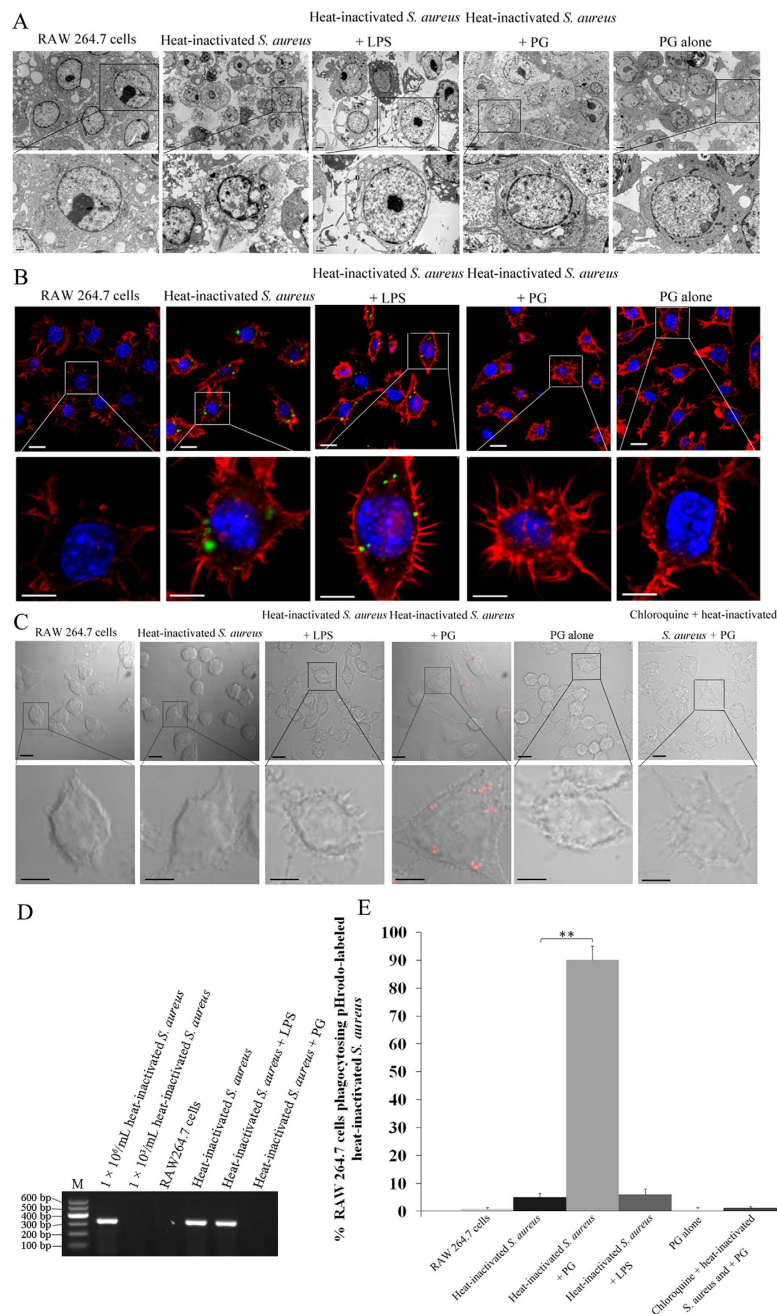 A
Heat-inactivated S. aureus Heat-inactivated S. aureus
RAW 264.7 cells Heat-inactivated S. aureus + LPS + PG PG alone
B
Heat-inactivated S. aureus Heat-inactivated S. aureus
RAW 264.7 cells Heat-inactivated S. aureus + LPS + PG PG alone
C
Heat-inactivated S. aureus Heat-inactivated S. aureus Chloroquine + heat-inactivated
RAW 264.7 cells Heat-inactivated S. aureus + LPS + PG PG alone S. aureus + PG
D
M
1 × 10⁶/mL heat-inactivated S. aureus
1 × 10³/mL heat-inactivated S. aureus
RAW264.7 cells
Heat-inactivated S. aureus
Heat-inactivated S. aureus + LPS
Heat-inactivated S. aureus + PG
600 bp
500 bp
400 bp
300 bp
200 bp
100 bp
E
% RAW 264.7 cells phagocytosing pHrodo-labeled
heat-inactivated S. aureus
100
90
80
70
60
50
40
30
20
10
0
**
RAW 264.7 cells
Heat-inactivated S. aureus
Heat-inactivated S. aureus
+ PG
Heat-inactivated S. aureus
+ LPS
PG alone
Chloroquine + heat-inactivated
S. aureus and + PG